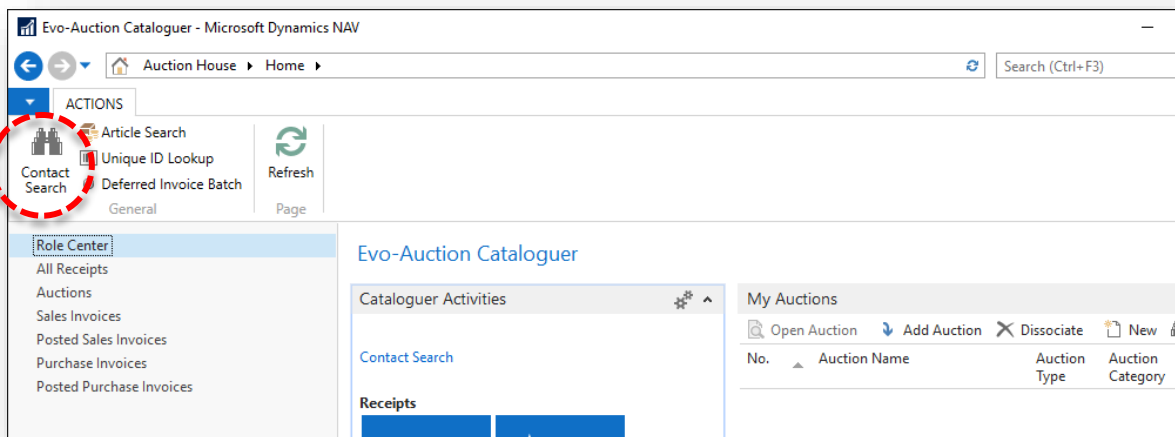 Evo-Auction Cataloguer - Microsoft Dynamics NAV
Auction House Home
Search (Ctrl+F3)
ACTIONS
Contact Search
Article Search
Unique ID Lookup
Deferred Invoice Batch
General
Refresh
Page
Role Center
All Receipts
Auctions
Sales Invoices
Posted Sales Invoices
Purchase Invoices
Posted Purchase Invoices
Evo-Auction Cataloguer
Cataloguer Activities
Contact Search
Receipts
My Auctions
Open Auction Add Auction Dissociate New
No. Auction Name Auction Type Auction Category